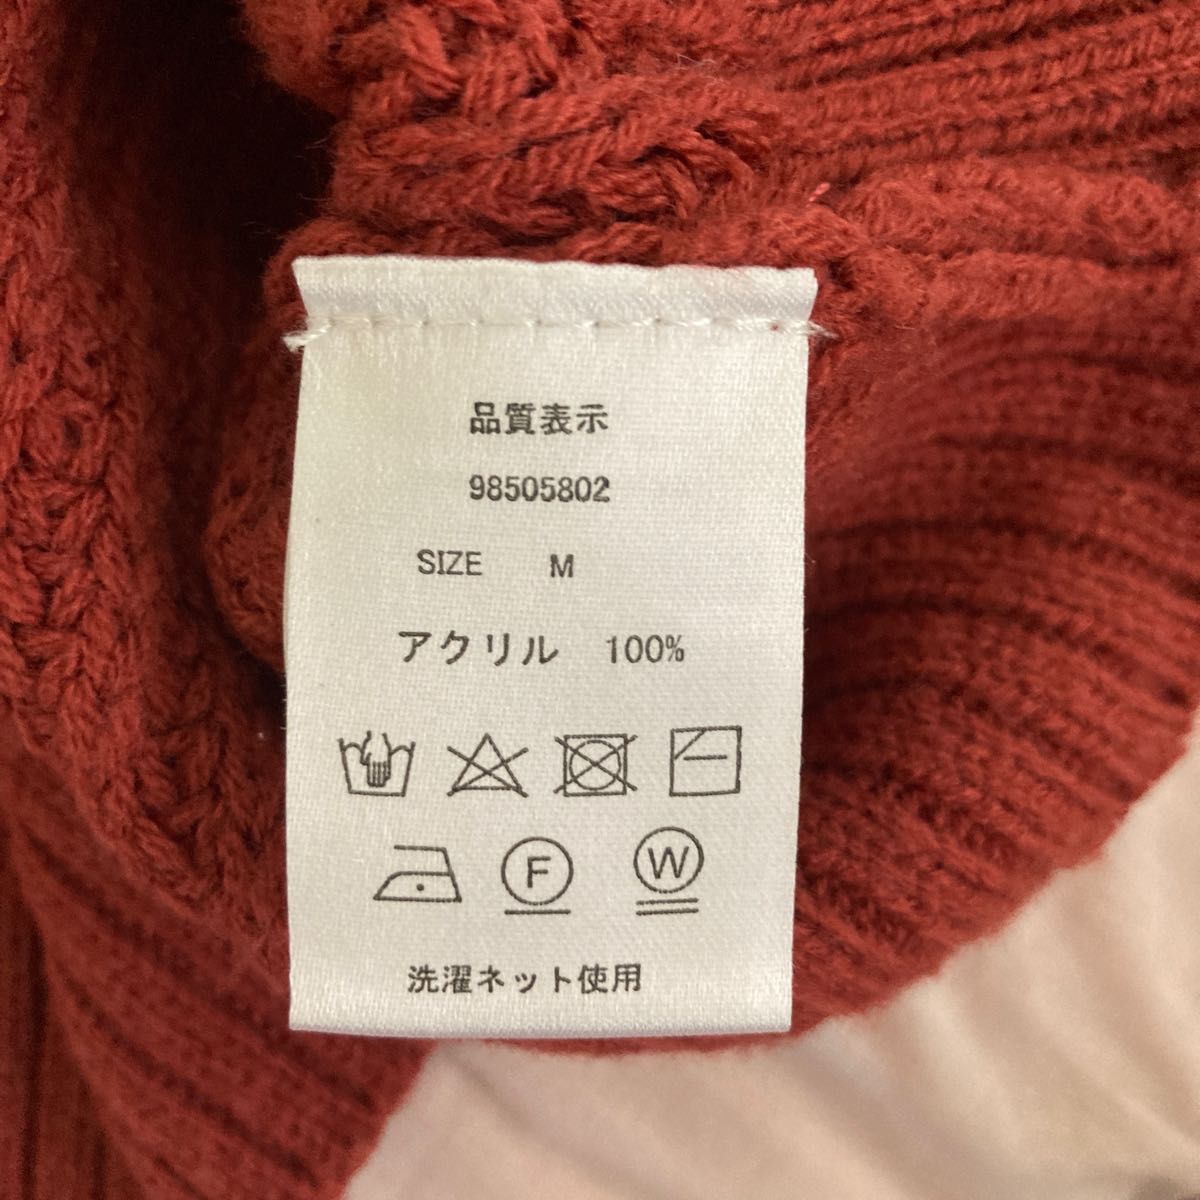 品質表示
98505802
SIZE M
アクリル 100%
F W
洗濯ネット使用